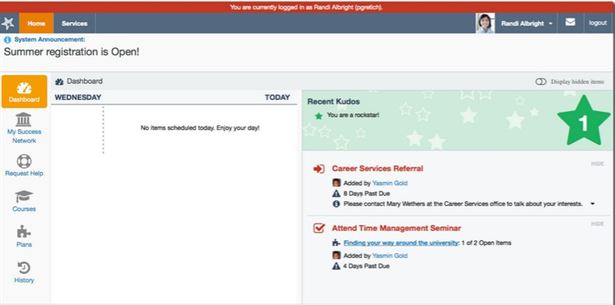 You are currently logged in as Randi Albright (pgretich).
Home Services Randi Albright logout
System Announcement:
Summer registration is Open!
Dashboard
My Success
Network
Request Help
Courses
Plans
History
Dashboard Display hidden items
WEDNESDAY TODAY
No items scheduled today. Enjoy your day!
Recent Kudos
You are a rockstar!
1
HIDE
Career Services Referral
Added by Yasmin Gold
8 Days Past Due
Please contact Mary Wethers at the Career Services office to talk about your interests.
HIDE
Attend Time Management Seminar
Finding your way around the university: 1 of 2 Open Items
Added by Yasmin Gold
4 Days Past Due